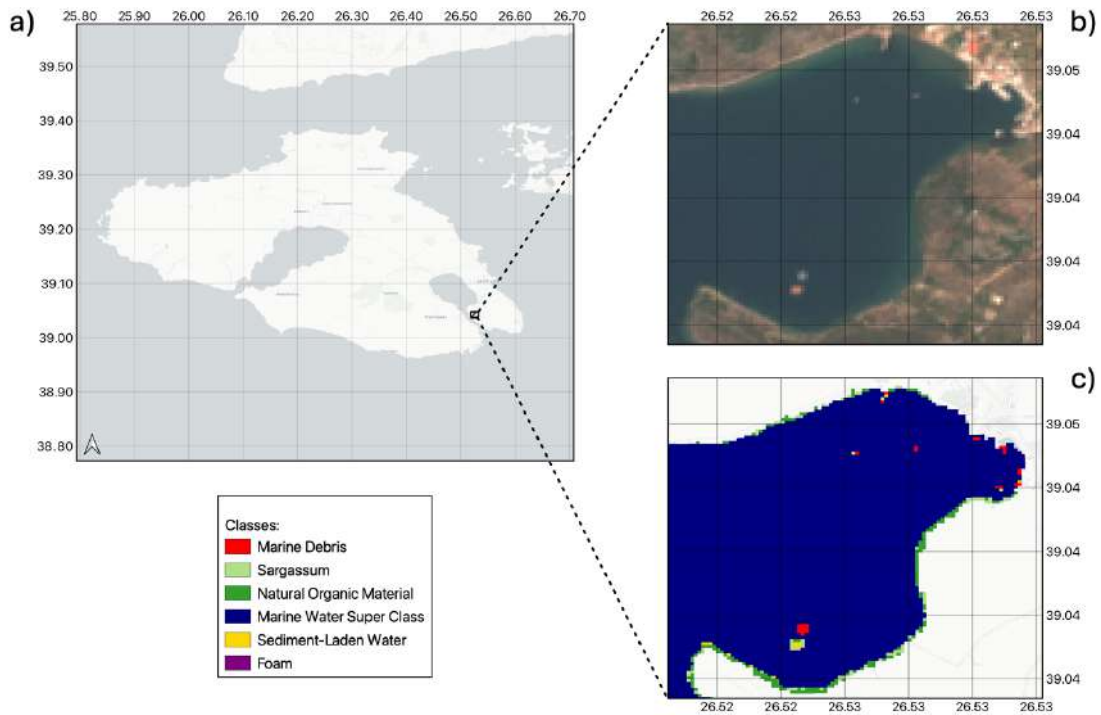 a)
25.80 25.90 26.00 26.10 26.20 26.30 26.40 26.50 26.60 26.70
39.50
39.40
39.30
39.20
39.10
39.00
38.90
38.80
b)
26.52 26.52 26.52 26.53 26.53 26.53
39.05
39.04
39.04
39.04
39.04
c)
39.05
39.04
39.04
39.04
39.04
26.52 26.52 26.52 26.53 26.53 26.53
Classes:
Marine Debris
Sargassum
Natural Organic Material
Marine Water Super Class
Sediment-Laden Water
Foam